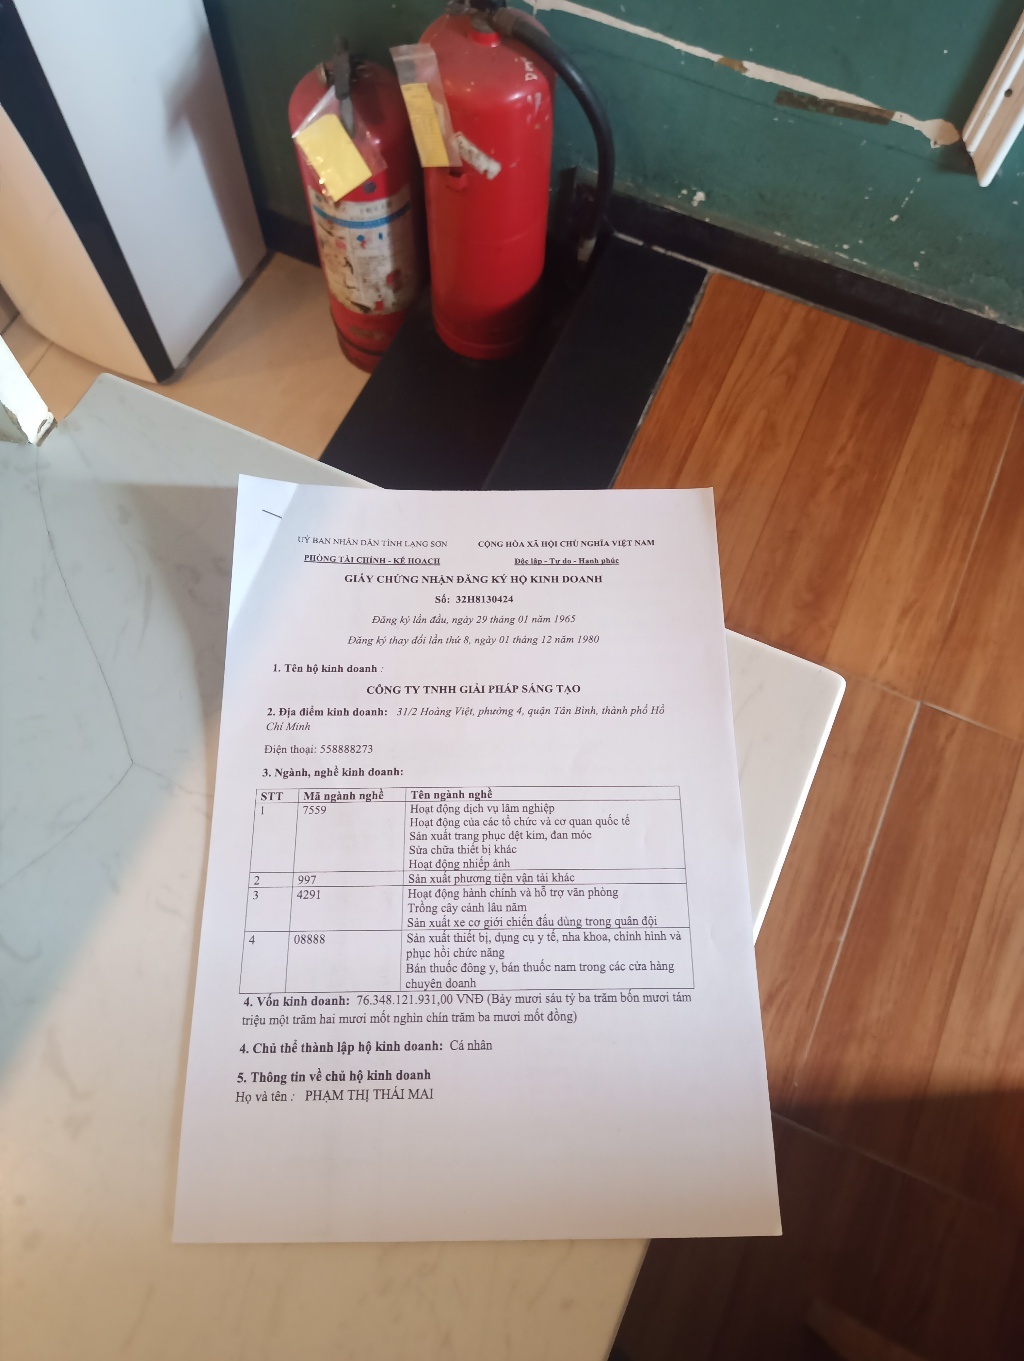 UỶ BAN NHÂN DÂN TỈNH LẠNG SƠN
CỘNG HÒA XÃ HỘI CHỦ NGHĨA VIỆT NAM
PHÒNG TÀI CHÍNH - KẾ HOẠCH
Độc lập - Tự do - Hạnh phúc
GIẤY CHỨNG NHẬN ĐĂNG KÝ HỘ KINH DOANH
Số: 32H8130424
Đăng ký lần đầu, ngày 29 tháng 01 năm 1965
Đăng ký thay đổi lần thứ 8, ngày 01 tháng 12 năm 1980
1. Tên hộ kinh doanh :
CÔNG TY TNHH GIẢI PHÁP SÁNG TẠO
2. Địa điểm kinh doanh: 31/2 Hoàng Việt, phường 4, quận Tân Bình, thành phố Hồ
Chí Minh
Điện thoại: 558888273
3. Ngành, nghề kinh doanh:
STT Mã ngành nghề Tên ngành nghề
1 7559 Hoạt động dịch vụ lâm nghiệp
Hoạt động của các tổ chức và cơ quan quốc tế
Sản xuất trang phục dệt kim, đan móc
Sửa chữa thiết bị khác
Hoạt động nhiếp ảnh
2 997 Sản xuất phương tiện vận tải khác
3 4291 Hoạt động hành chính và hỗ trợ văn phòng
Trồng cây cảnh lâu năm
Sản xuất xe cơ giới chiến đấu dùng trong quân đội
4 08888 Sản xuất thiết bị, dụng cụ y tế, nha khoa, chỉnh hình và
phục hồi chức năng
Bán thuốc đông y, bán thuốc nam trong các cửa hàng
chuyên doanh
4. Vốn kinh doanh: 76.348.121.931,00 VNĐ (Bảy mươi sáu tỷ ba trăm bốn mươi tám
triệu một trăm hai mươi mốt nghìn chín trăm ba mươi mốt đồng)
4. Chủ thể thành lập hộ kinh doanh: Cá nhân
5. Thông tin về chủ hộ kinh doanh
Họ và tên : PHẠM THỊ THÁI MAI